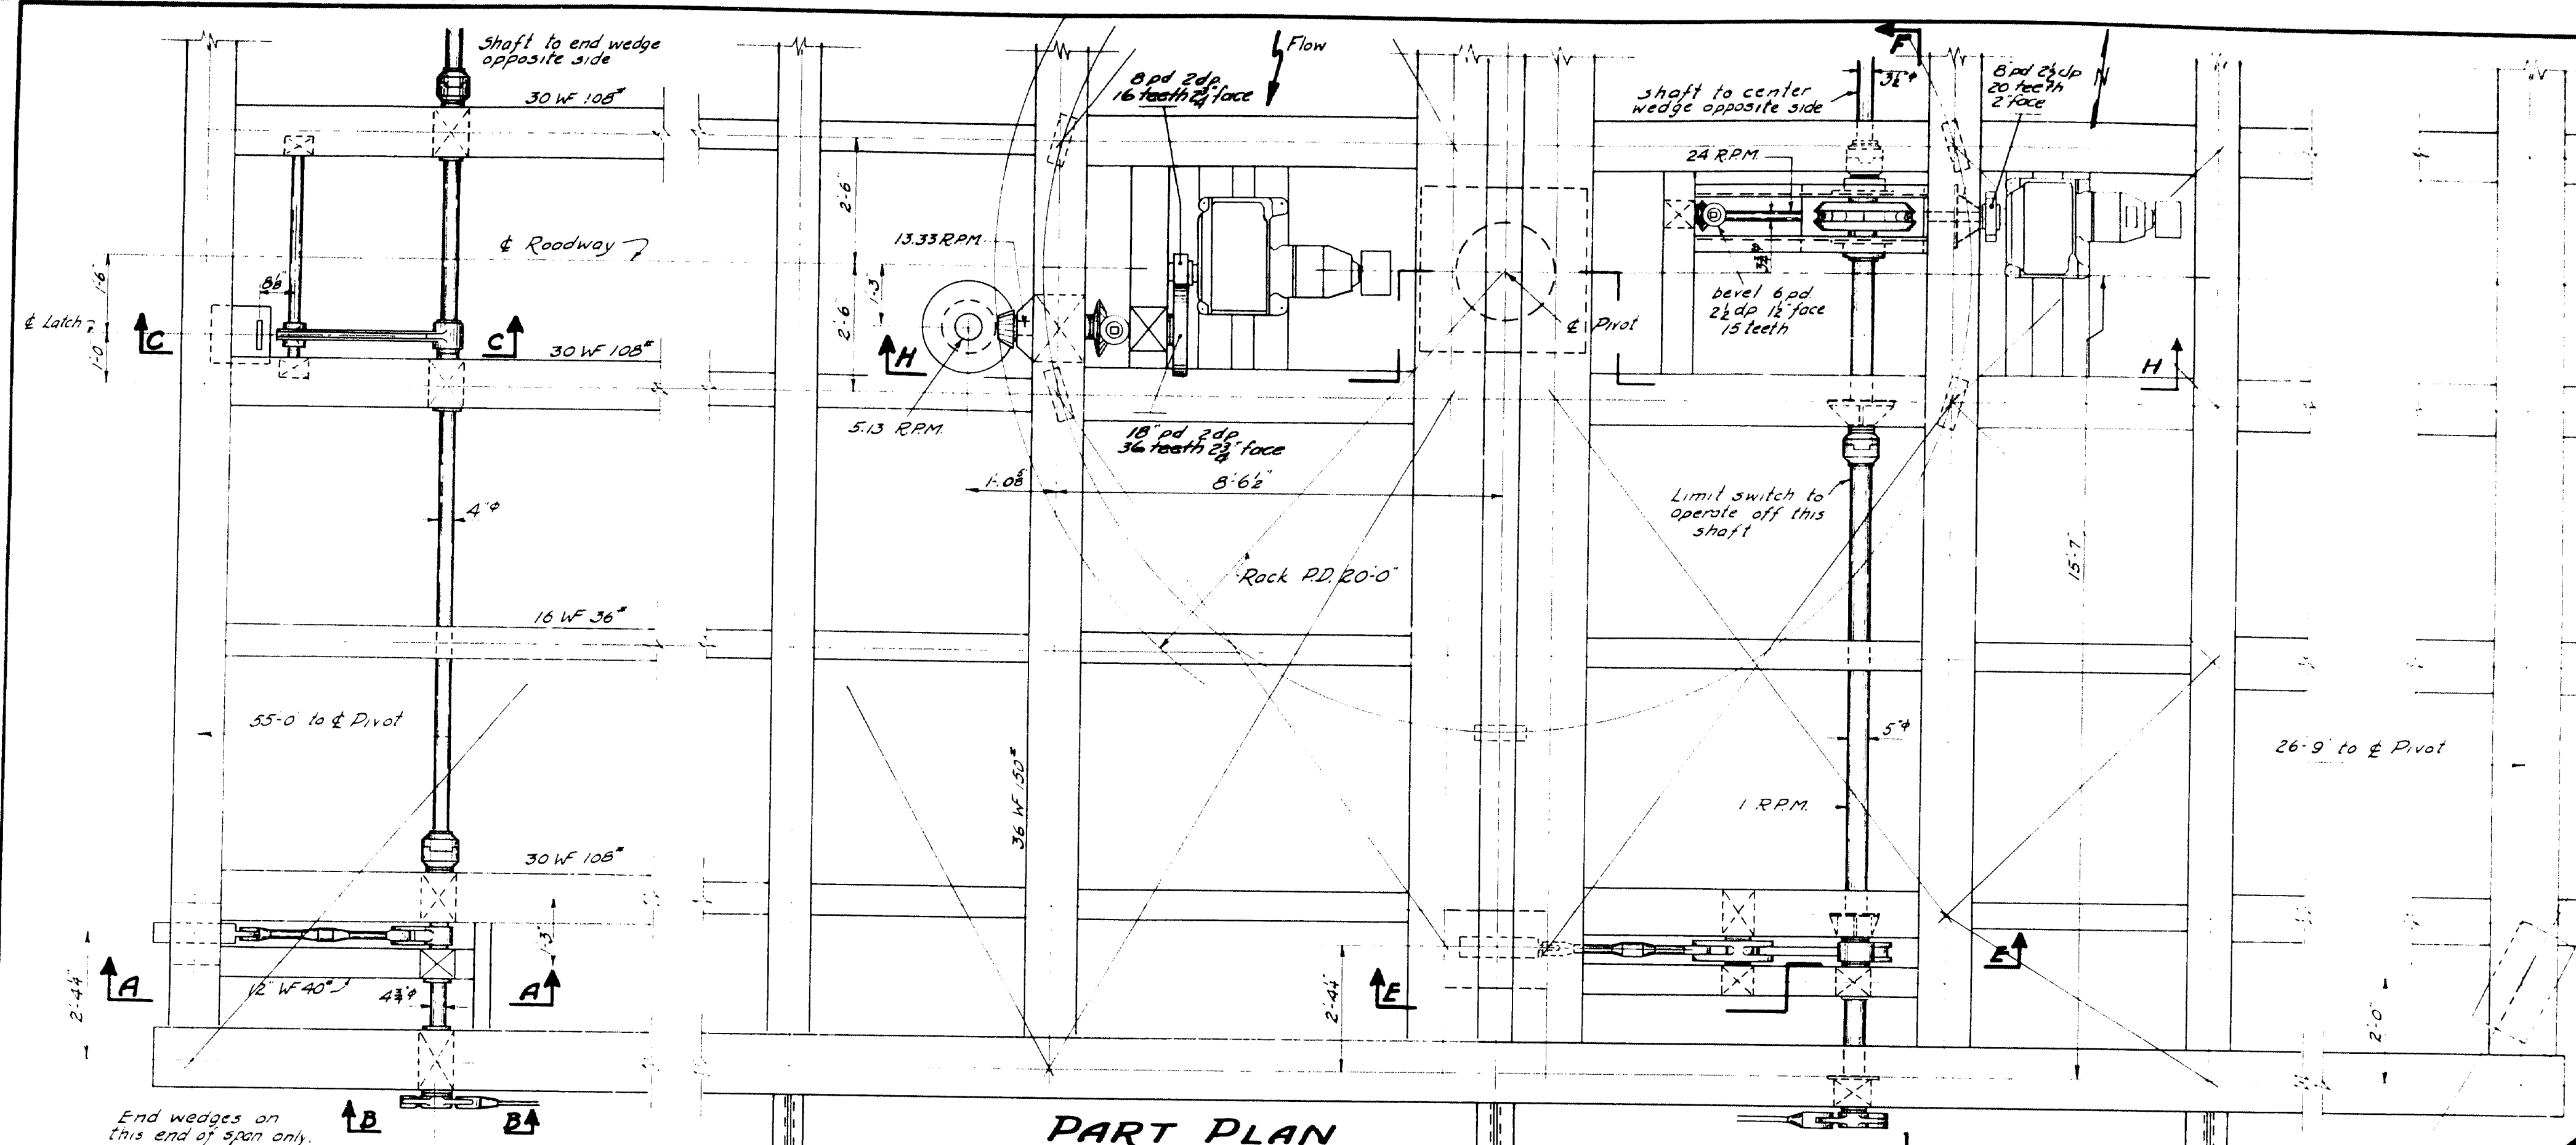 Shaft to end wedge
opposite side
30 WF 108#
8 pd 2dp.
16 teeth 2¾" face
Flow
F
shaft to center
wedge opposite side
3½"φ
8 pd 2½ dp
20 teeth
2" face
N
24 R.P.M.
2'-6"
℄ Roadway
13.33 R.P.M.
1'-3"
2'-6"
3¾"φ
bevel 6 pd.
2½ dp 1½" face
15 teeth
℄ Pivot
1'-6"
8⅛"
℄ Latch
1'-0"
C
C
30 WF 108#
H
H
5.13 R.P.M.
18" pd 2dp
36 teeth 2¾" face
1'-0⅝"
8'-6½"
Limit switch to
operate off this
shaft
4"φ
Rack P.D. 20'-0"
15'-7"
16 WF 36#
55'-0" to ℄ Pivot
36 WF 150#
5"φ
26'-9" to ℄ Pivot
1 R.P.M.
30 WF 108#
1'-3"
2'-4¼"
A
A
12" WF 40#
4¾"φ
2'-4¼"
E
E
2'-0"
End wedges on
this end of span only.
B
B
PART PLAN